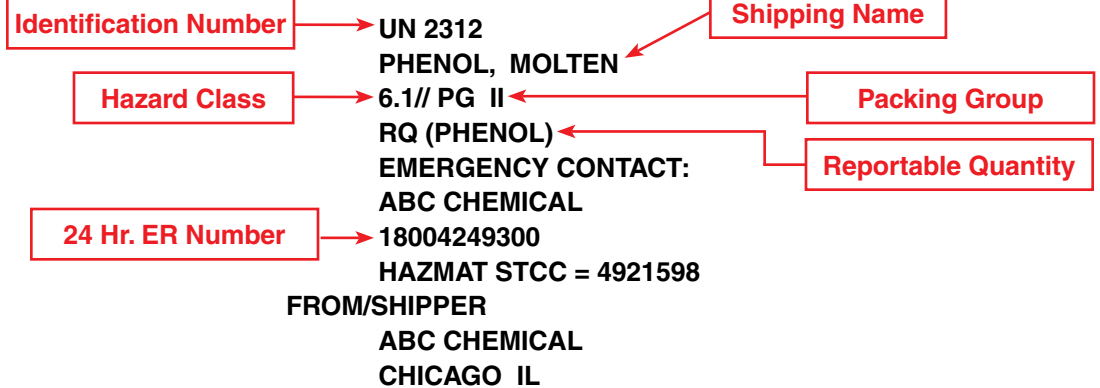 Identification Number
UN 2312
Shipping Name
PHENOL, MOLTEN
Hazard Class
6.1// PG II
Packing Group
RQ (PHENOL)
Reportable Quantity
EMERGENCY CONTACT:
ABC CHEMICAL
24 Hr. ER Number
18004249300
HAZMAT STCC = 4921598
FROM/SHIPPER
ABC CHEMICAL
CHICAGO IL